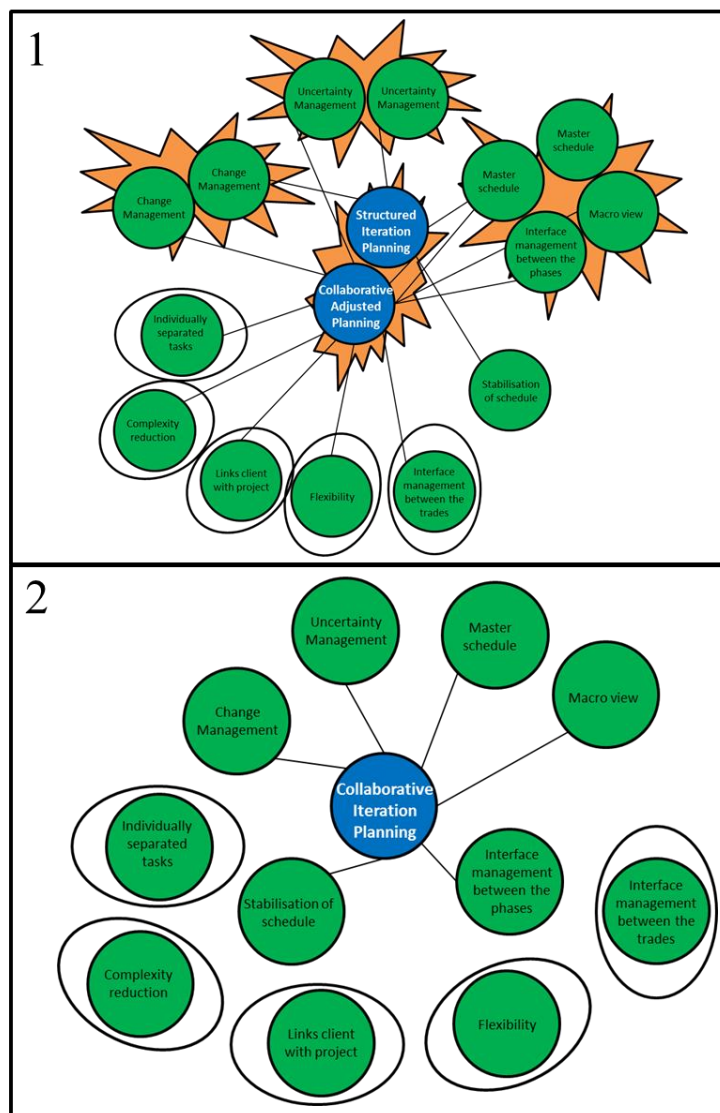 1
Uncertainty
Management
Uncertainty
Management
Master
schedule
Change
Management
Master
schedule
Change
Management
Structured
Iteration
Planning
Macro view
Interface
management
between the
phases
Collaborative
Adjusted
Planning
Individually
separated
tasks
Stabilisation
of schedule
Complexity
reduction
Links client
with project
Flexibility
Interface
management
between the
trades
2
Uncertainty
Management
Master
schedule
Macro view
Change
Management
Collaborative
Iteration
Planning
Individually
separated
tasks
Interface
management
between the
phases
Stabilisation of
schedule
Interface
management
between the
trades
Complexity
reduction
Links client
with project
Flexibility